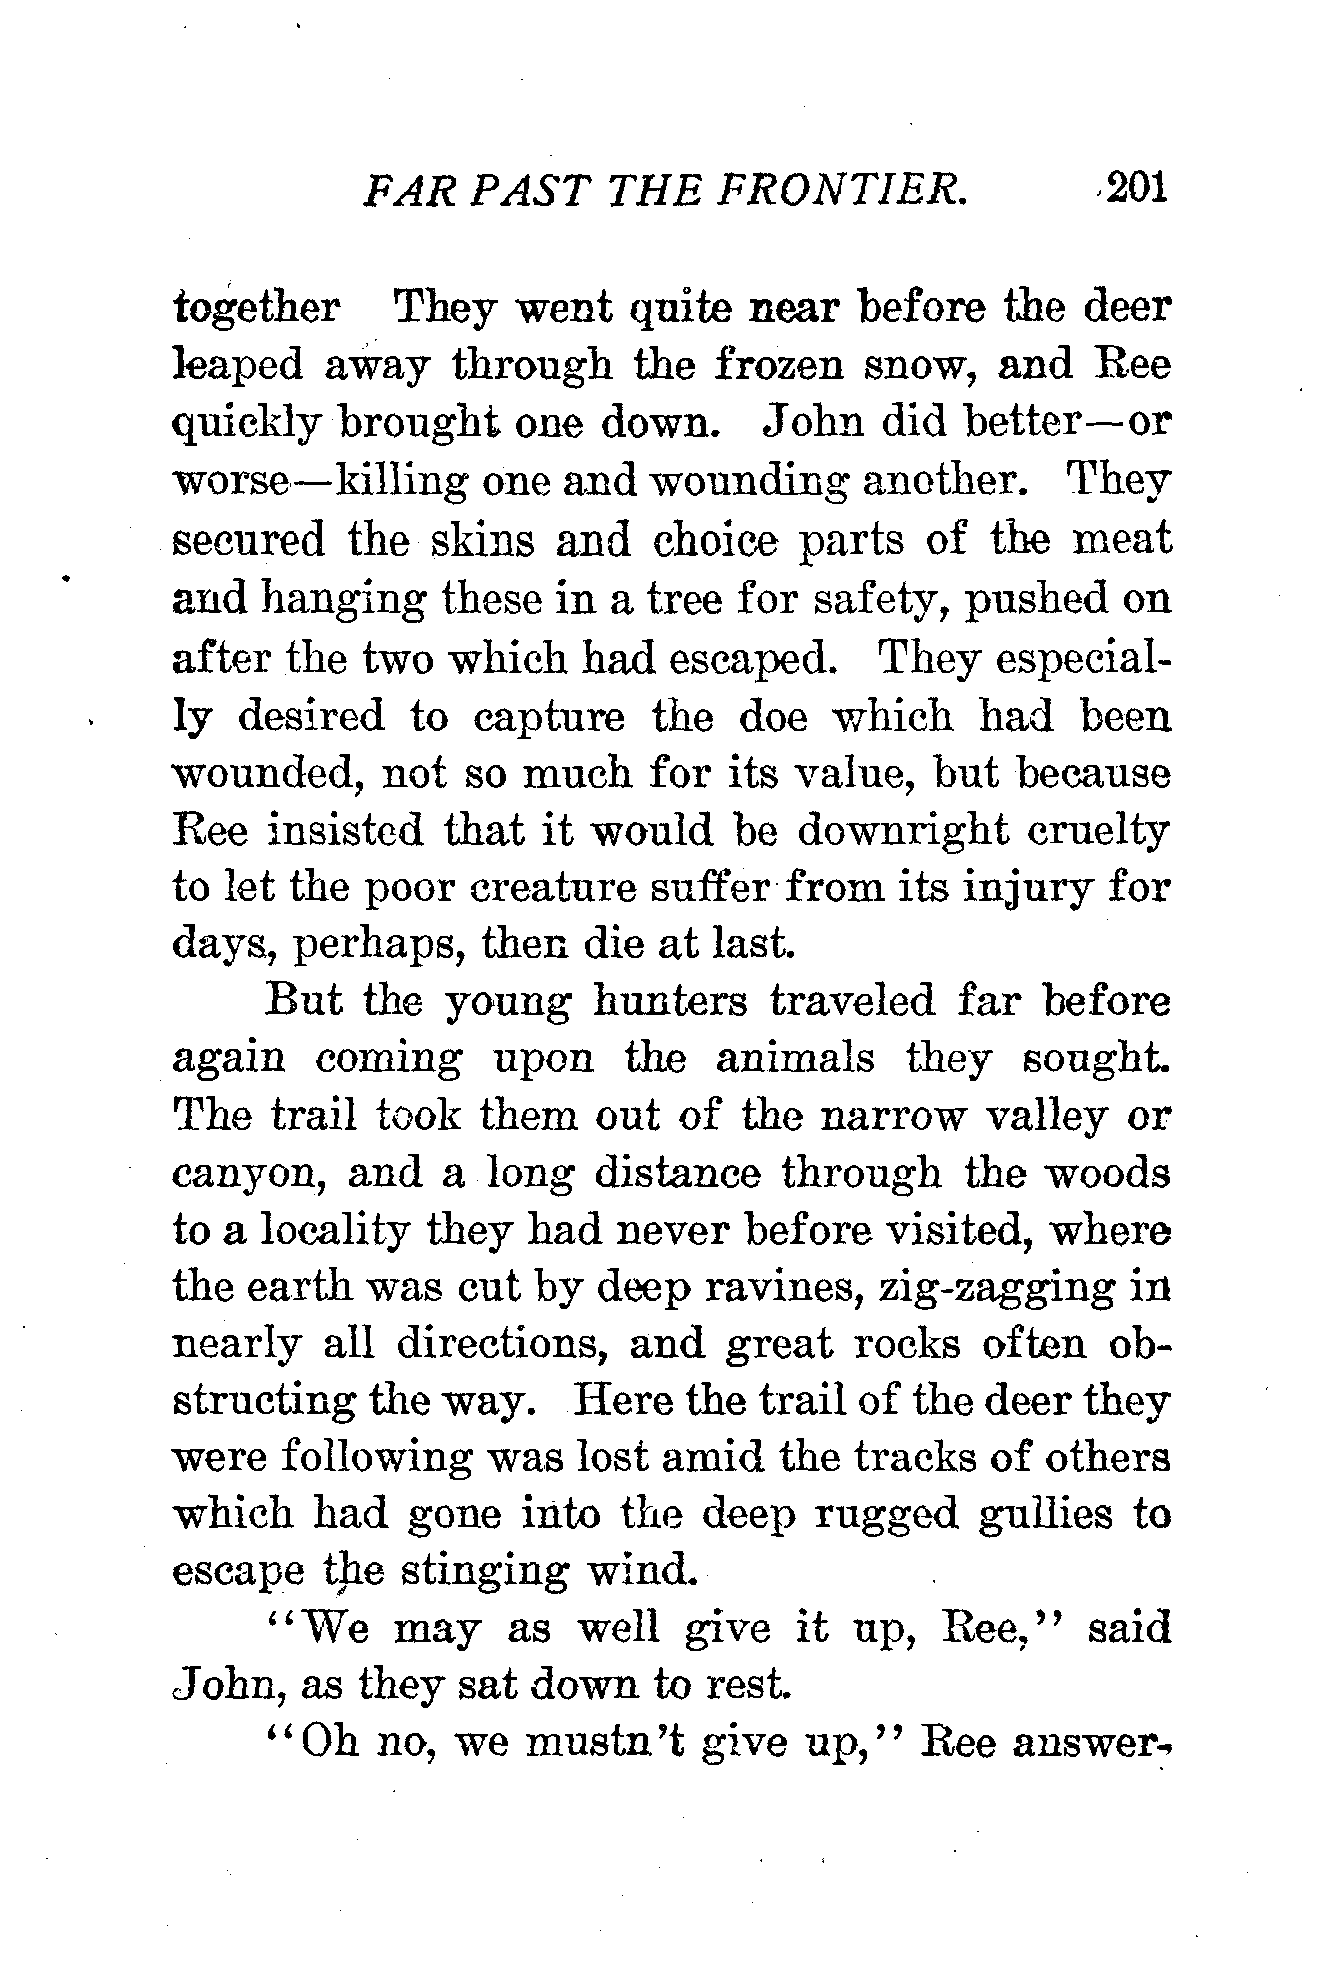 FAR PAST THE FRONTIER. 201
together They went quite near before the deer
leaped away through the frozen snow, and Ree
quickly brought one down. John did better—or
worse—killing one and wounding another. They
secured the skins and choice parts of the meat
and hanging these in a tree for safety, pushed on
after the two which had escaped. They especial-
ly desired to capture the doe which had been
wounded, not so much for its value, but because
Ree insisted that it would be downright cruelty
to let the poor creature suffer from its injury for
days, perhaps, then die at last.
But the young hunters traveled far before
again coming upon the animals they sought.
The trail took them out of the narrow valley or
canyon, and a long distance through the woods
to a locality they had never before visited, where
the earth was cut by deep ravines, zig-zagging in
nearly all directions, and great rocks often ob-
structing the way. Here the trail of the deer they
were following was lost amid the tracks of others
which had gone into the deep rugged gullies to
escape the stinging wind.
"We may as well give it up, Ree," said
John, as they sat down to rest.
"Oh no, we mustn't give up," Ree answer-